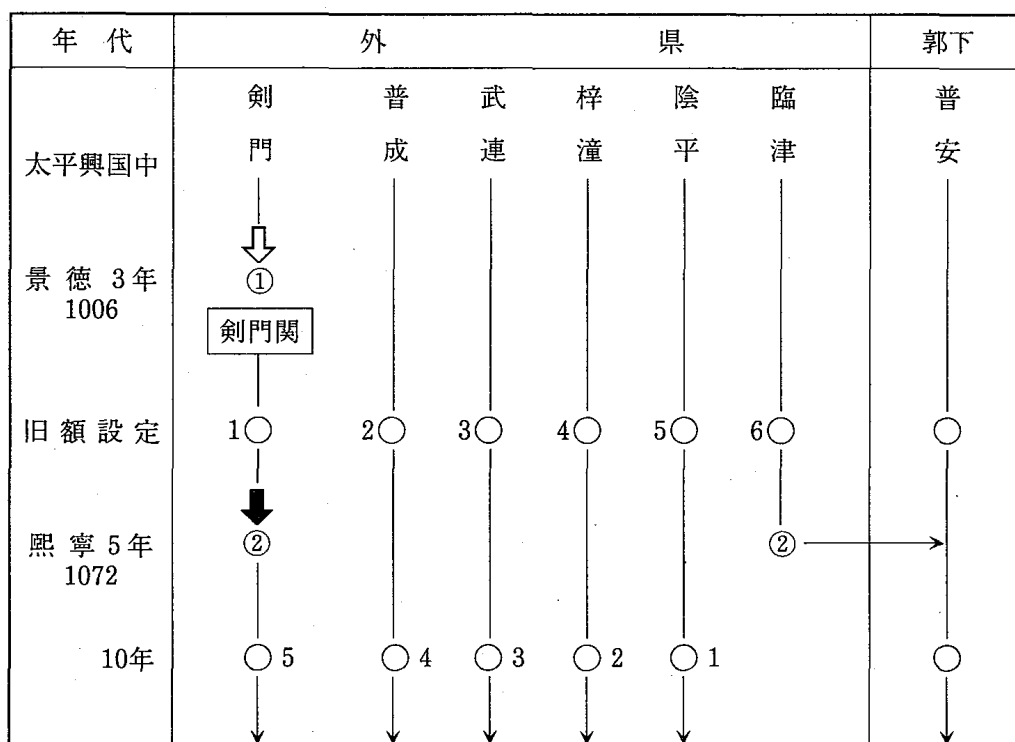 年代 外県 郭下
剣門 普成 武連 梓潼 陰平 臨津 普安
太平興国中
景徳3年 ①
1006
剣門関
旧額設定 1○ 2○ 3○ 4○ 5○ 6○ ○
熙寧5年 ② ②
1072
10年 ○5 ○4 ○3 ○2 ○1 ○